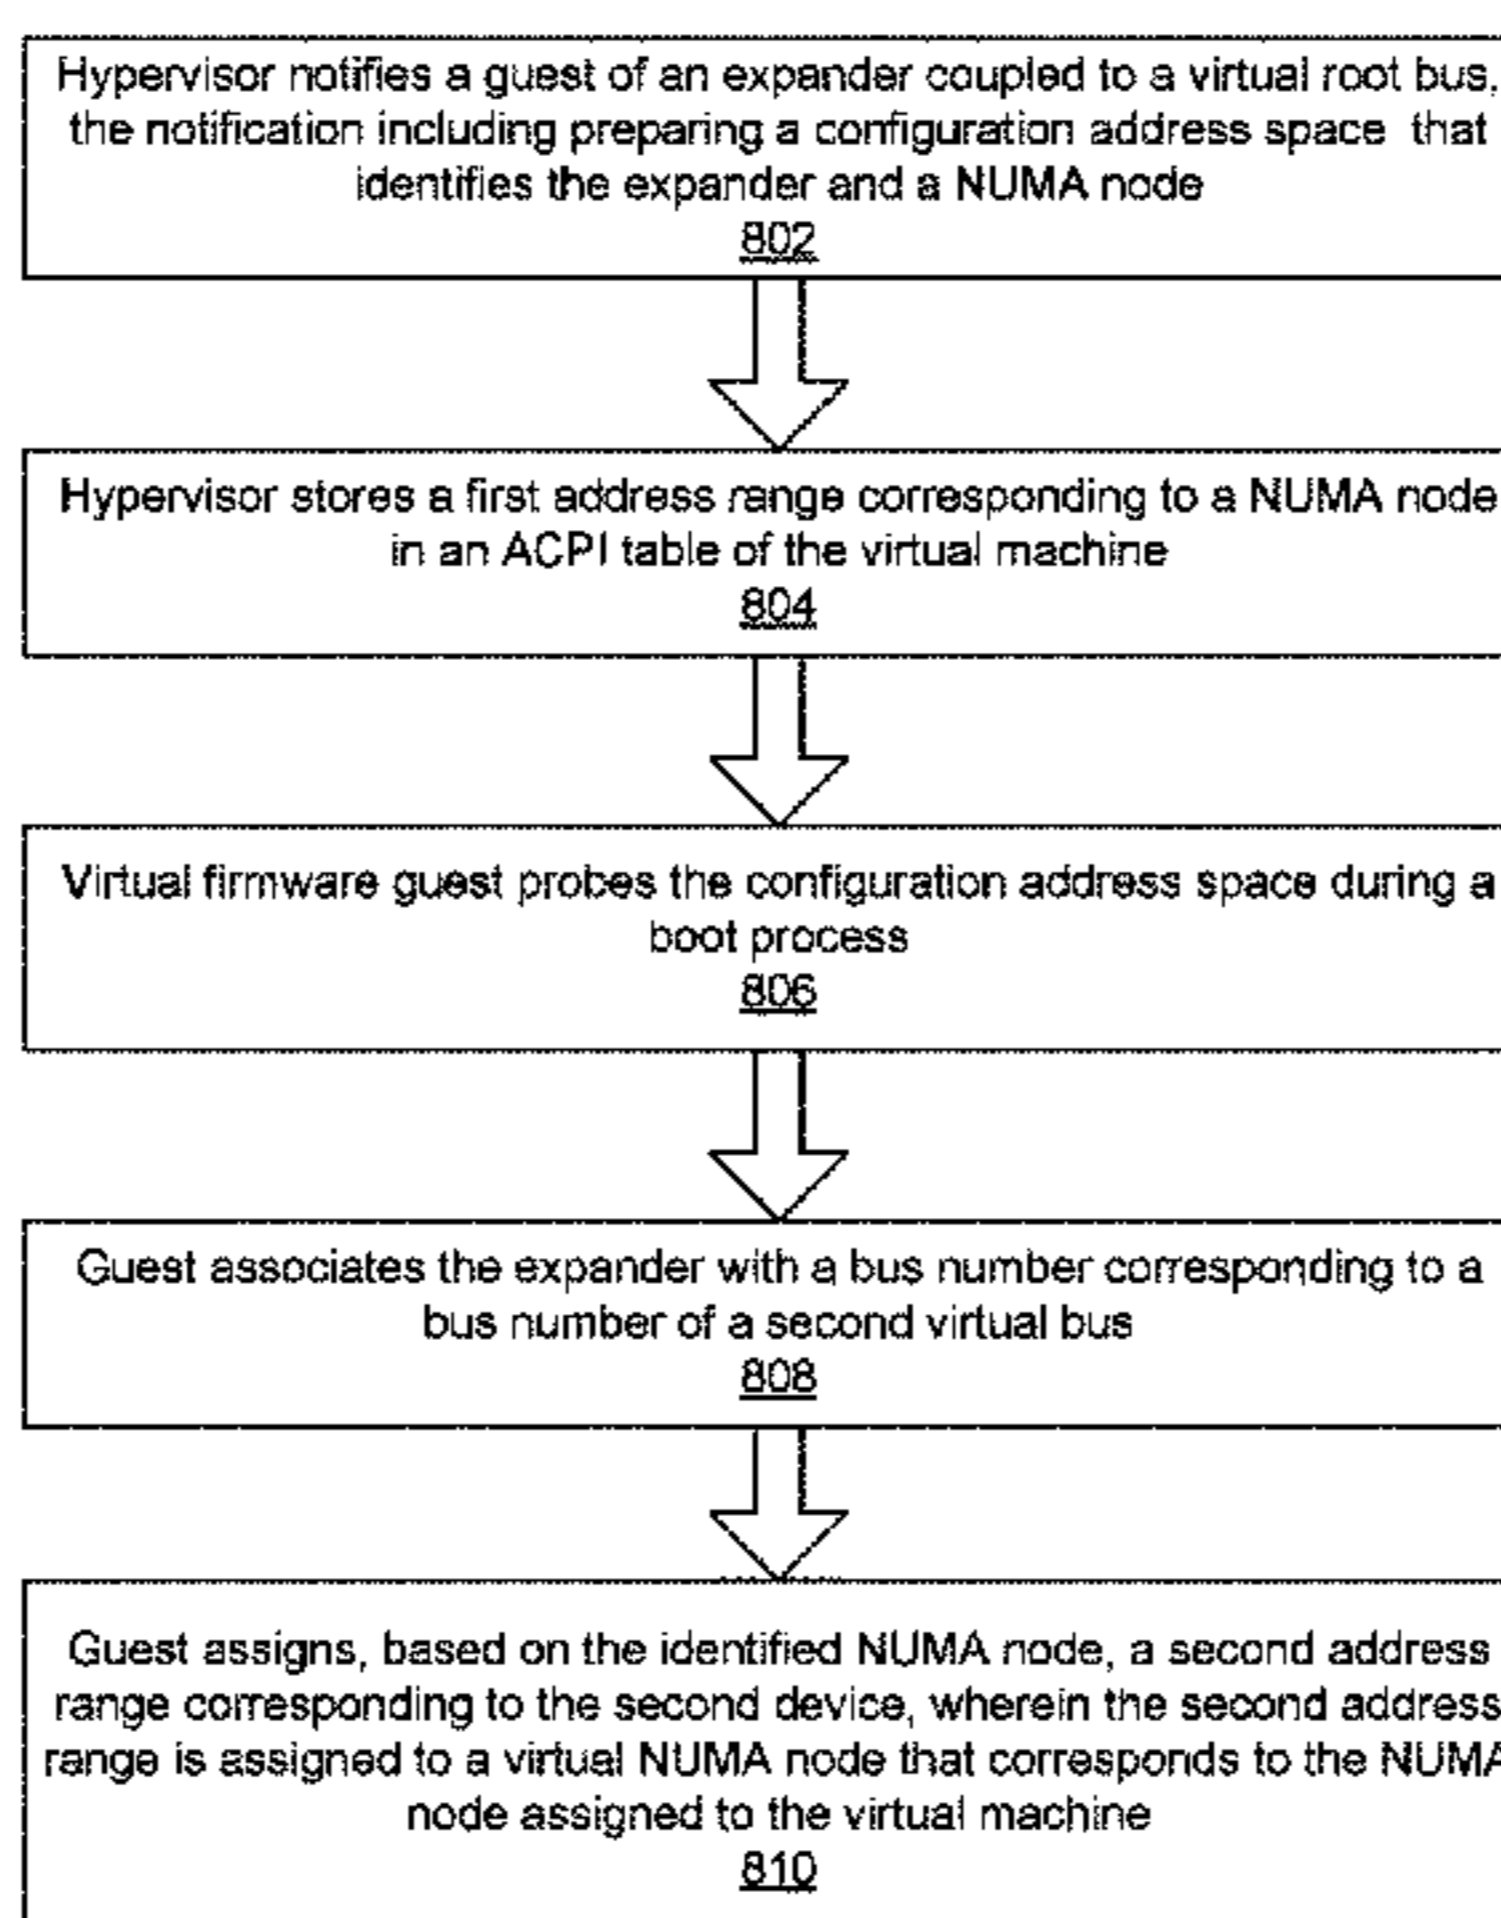 Hypervisor notifies a guest of an expander coupled to a virtual root bus,
the notification including preparing a configuration address space that
identifies the expander and a NUMA node
802
Hypervisor stores a first address range corresponding to a NUMA node
in an ACPI table of the virtual machine
804
Virtual firmware guest probes the configuration address space during a
boot process
806
Guest associates the expander with a bus number corresponding to a
bus number of a second virtual bus
808
Guest assigns, based on the identified NUMA node, a second address
range corresponding to the second device, wherein the second address
range is assigned to a virtual NUMA node that corresponds to the NUMA
node assigned to the virtual machine
810